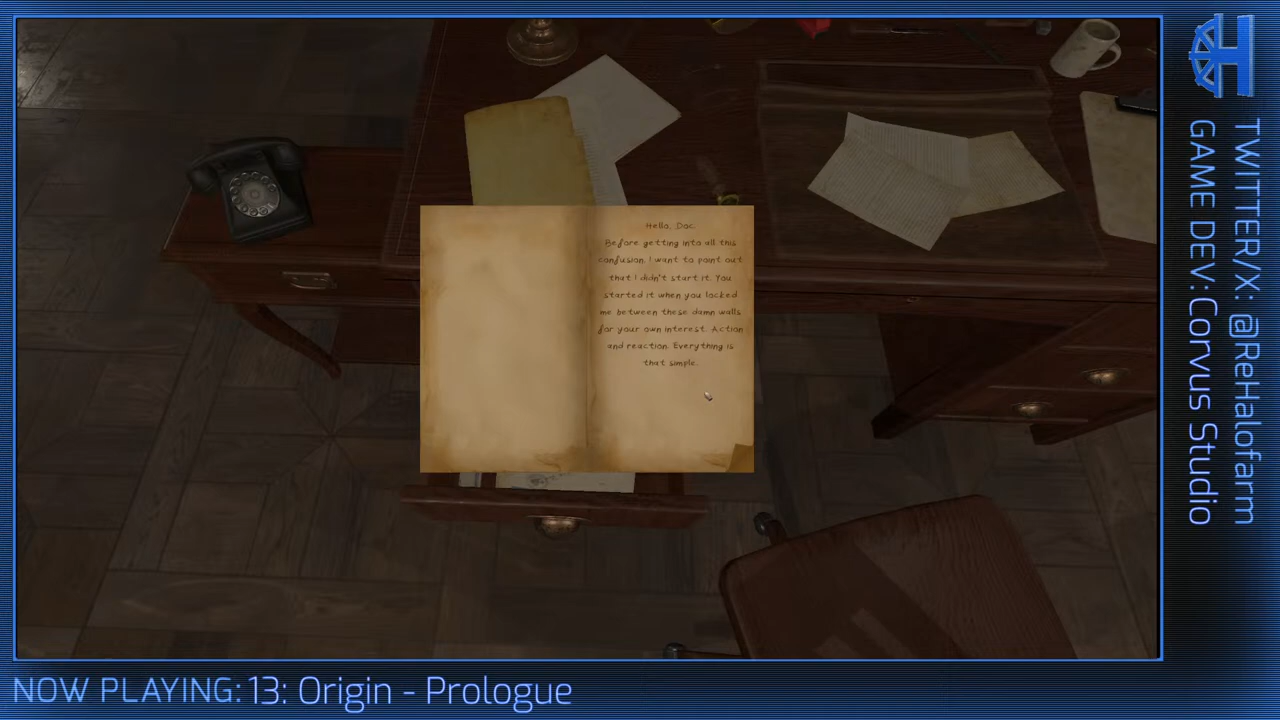 Hello, Doc.
Before getting into all this
confusion, I want to point out
that I didn't start it. You
started it when you locked
me between these damn walls
for your own interest. Action
and reaction. Everything is
that simple.
TWITTER/X: @ReHalofarm
GAME DEV: Corvus Studio
NOW PLAYING: 13: Origin - Prologue